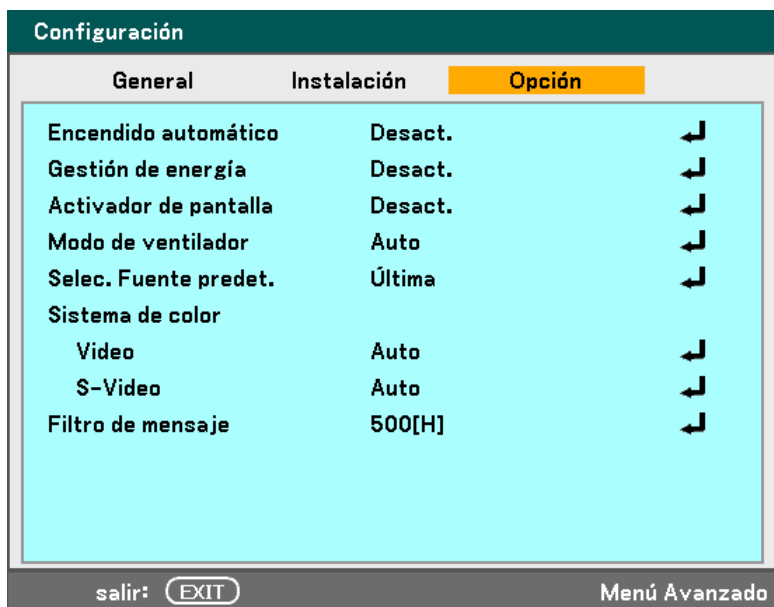 Configuración
General Instalación Opción
Encendido automático Desact.
Gestión de energía Desact.
Activador de pantalla Desact.
Modo de ventilador Auto
Selec. Fuente predet. Última
Sistema de color
Video Auto
S-Video Auto
Filtro de mensaje 500[H]
salir: EXIT Menú Avanzado